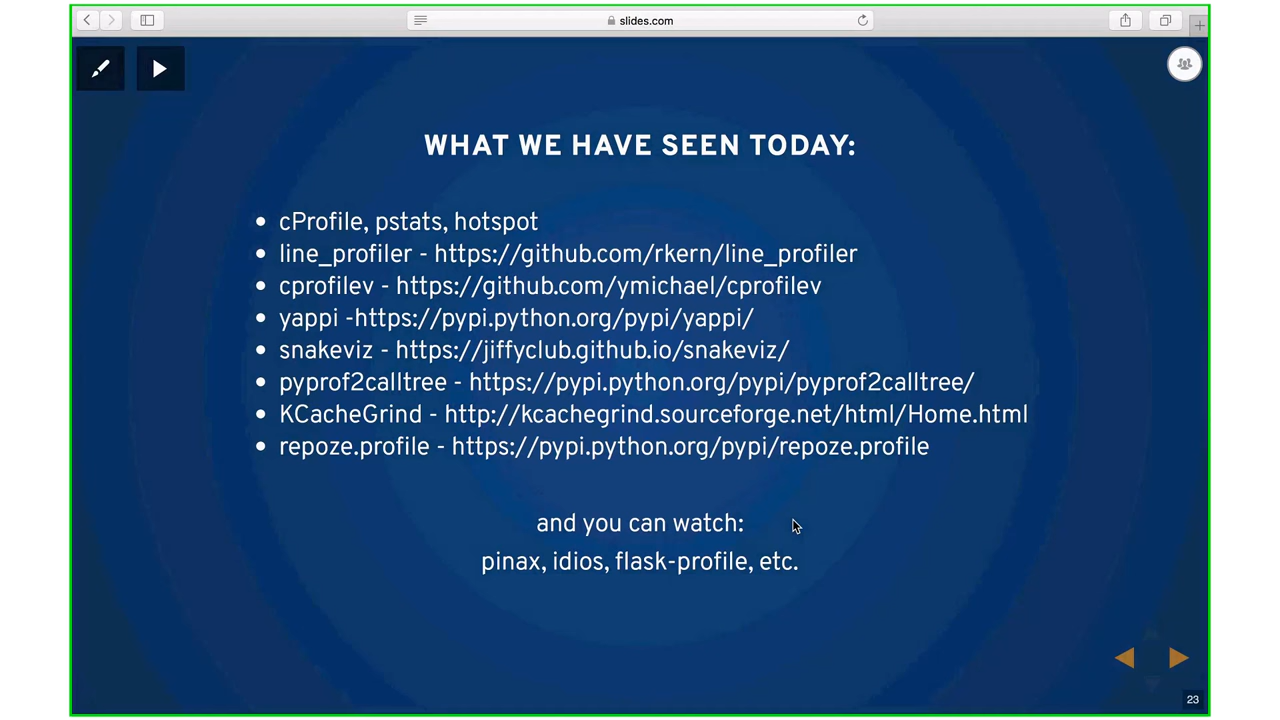 slides.com
WHAT WE HAVE SEEN TODAY:
• cProfile, pstats, hotspot
• line_profiler - https://github.com/rkern/line_profiler
• cprofilev - https://github.com/ymichael/cprofilev
• yappi -https://pypi.python.org/pypi/yappi/
• snakeviz - https://jiffyclub.github.io/snakeviz/
• pyprof2calltree - https://pypi.python.org/pypi/pyprof2calltree/
• KCacheGrind - http://kcachegrind.sourceforge.net/html/Home.html
• repoze.profile - https://pypi.python.org/pypi/repoze.profile
and you can watch:
pinax, idios, flask-profile, etc.
23